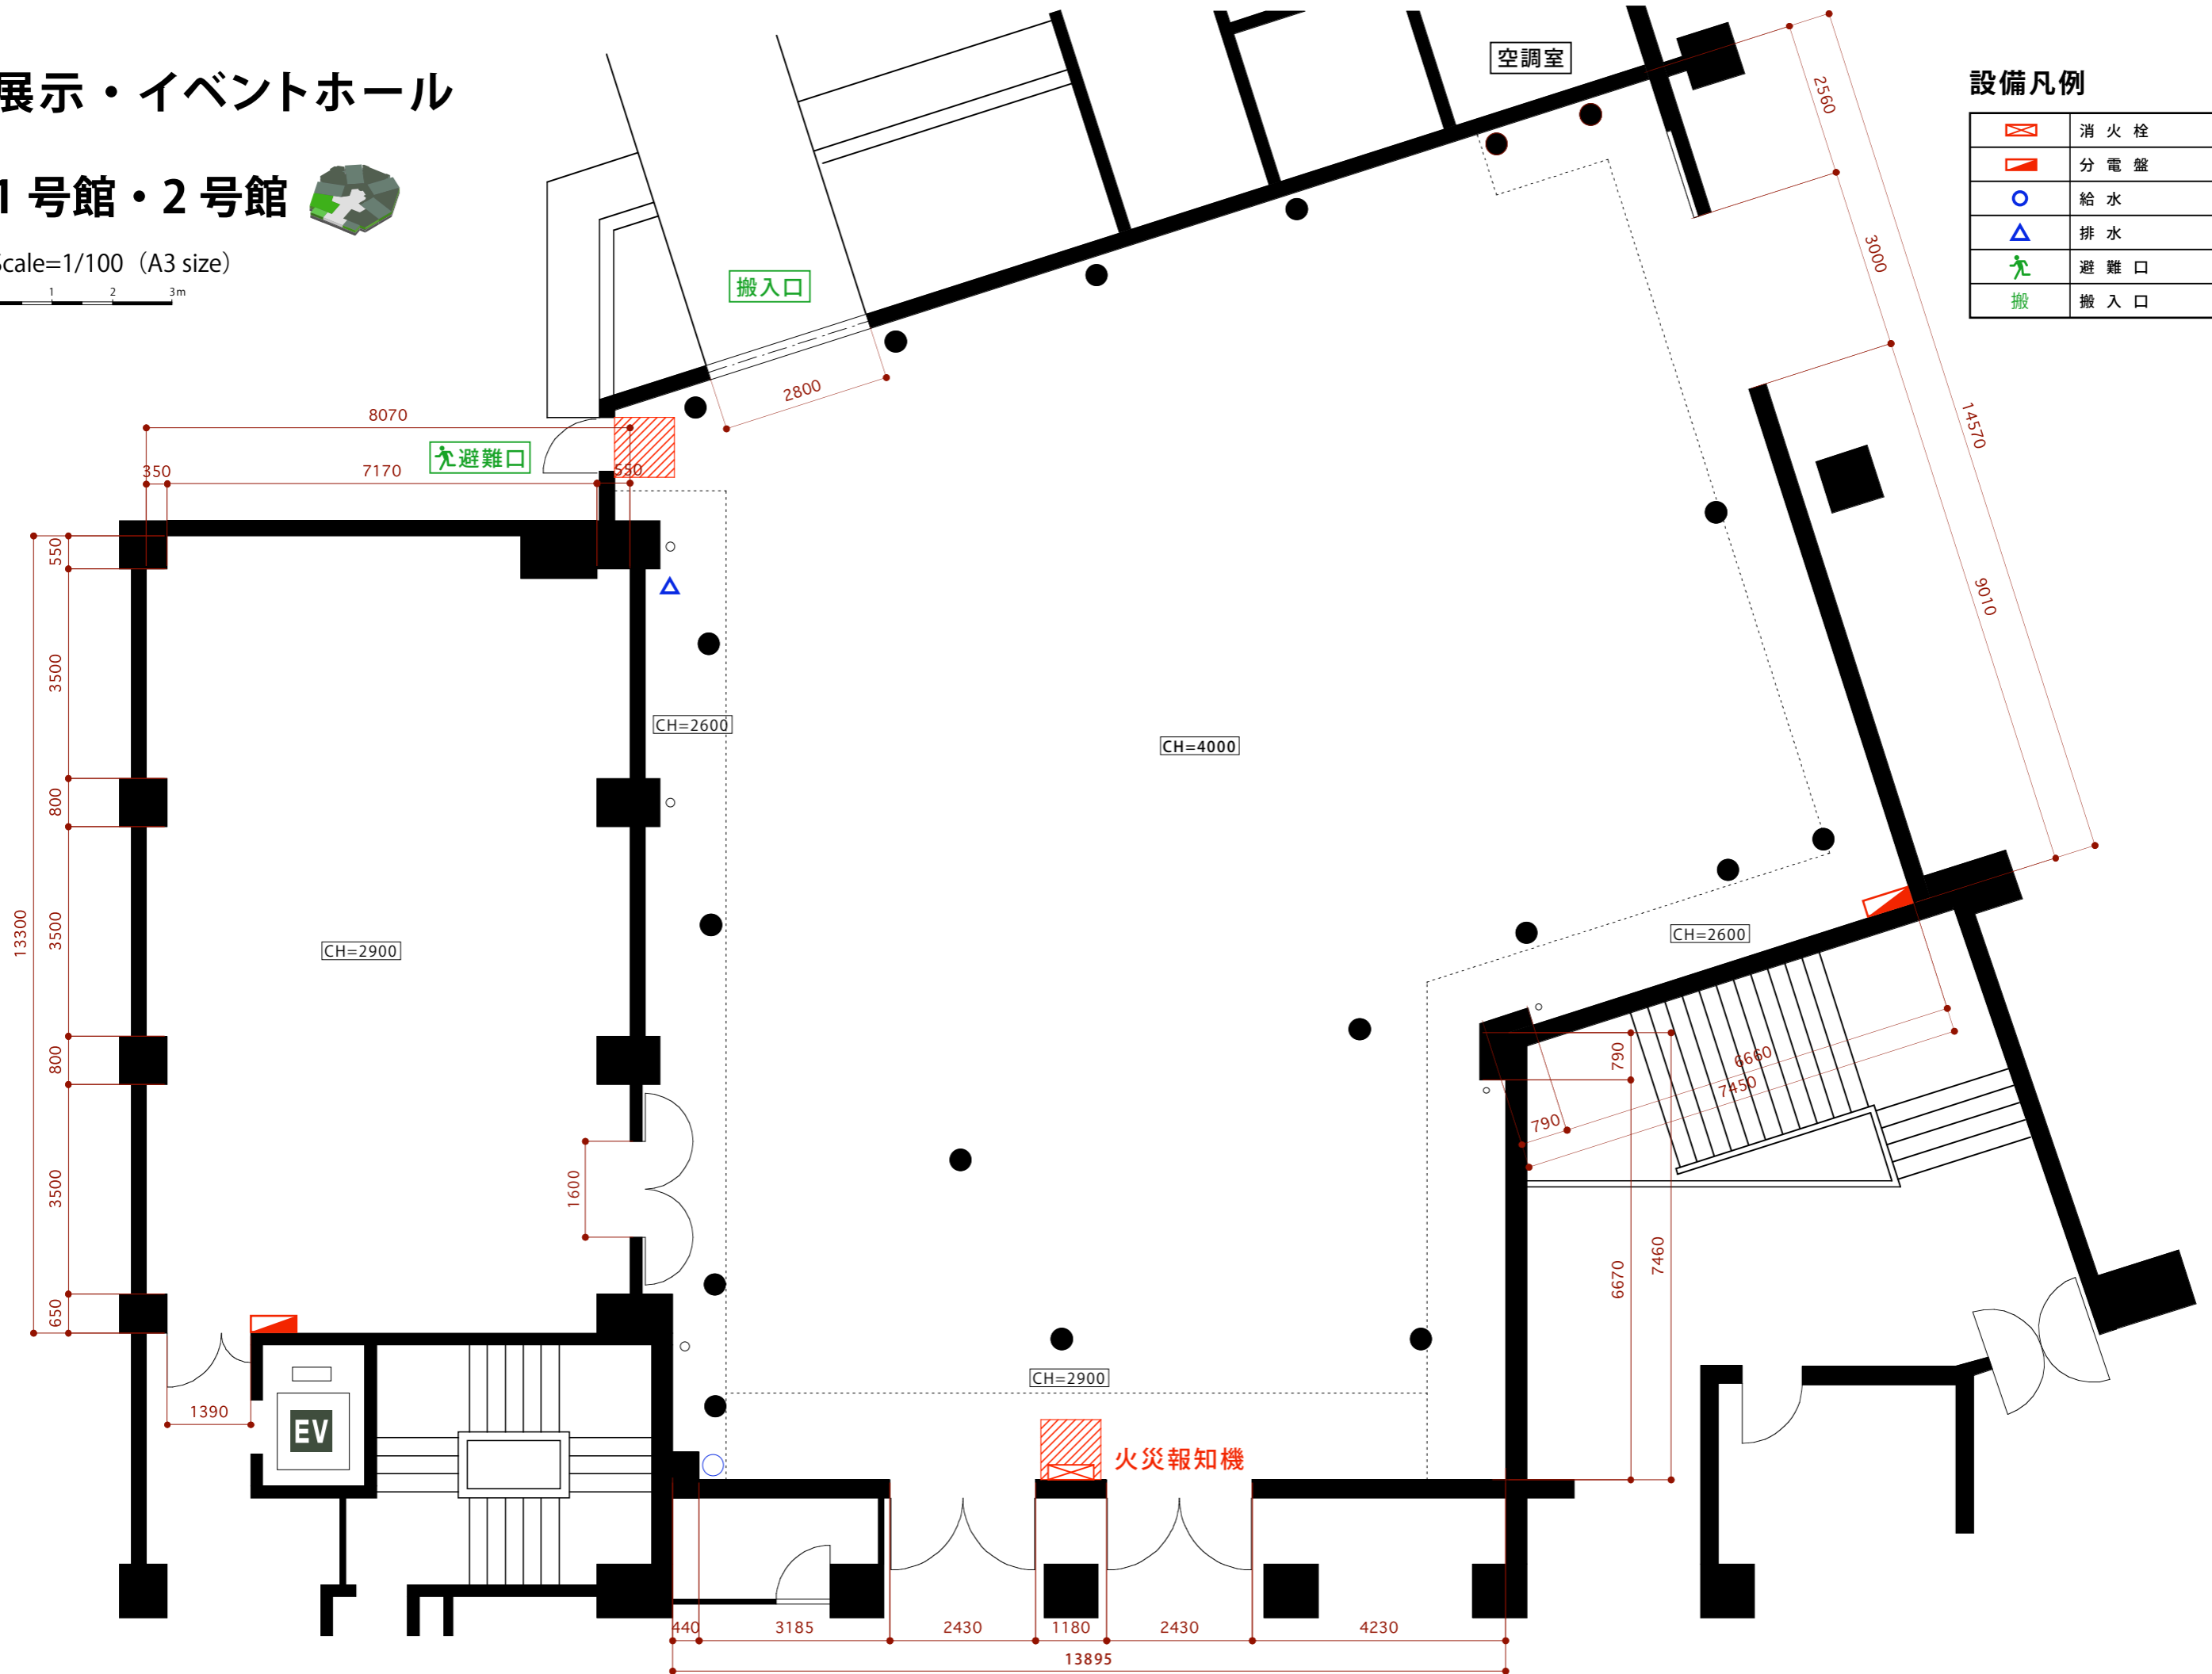 展示・イベントホール
1号館・2号館
Scale=1/100（A3 size）
1 2 3m
空調室
設備凡例
消火栓
分電盤
給水
排水
避難口
搬 搬入口
搬入口
避難口
2560
3000
14570
9010
2800
8070
350 7170 550
550
3500
800
3500
13300
800
3500
650
CH=2600
CH=4000
CH=2900
CH=2600
790
6660
7450
790
1600
6670
7460
CH=2900
1390
EV
火災報知機
440 3185 2430 1180 2430 4230
13895